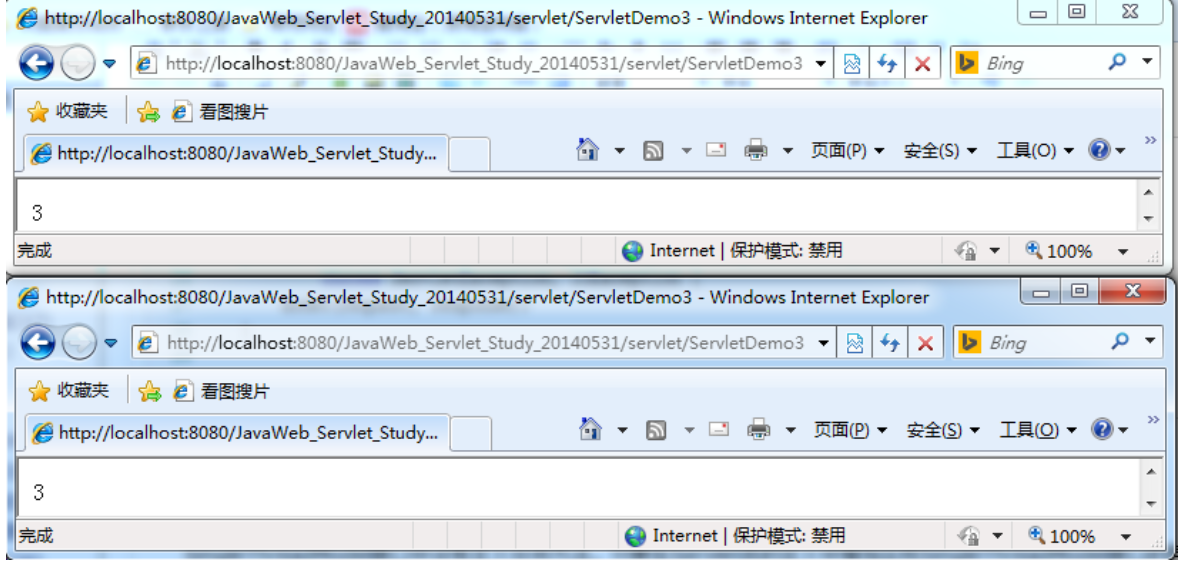 http://localhost:8080/JavaWeb_Servlet_Study_20140531/servlet/ServletDemo3 - Windows Internet Explorer
http://localhost:8080/JavaWeb_Servlet_Study_20140531/servlet/ServletDemo3 Bing
收藏夹 看图搜片
http://localhost:8080/JavaWeb_Servlet_Study... 页面(P) 安全(S) 工具(O)
3
完成 Internet | 保护模式: 禁用 100%
http://localhost:8080/JavaWeb_Servlet_Study_20140531/servlet/ServletDemo3 - Windows Internet Explorer
http://localhost:8080/JavaWeb_Servlet_Study_20140531/servlet/ServletDemo3 Bing
收藏夹 看图搜片
http://localhost:8080/JavaWeb_Servlet_Study... 页面(P) 安全(S) 工具(O)
3
完成 Internet | 保护模式: 禁用 100%